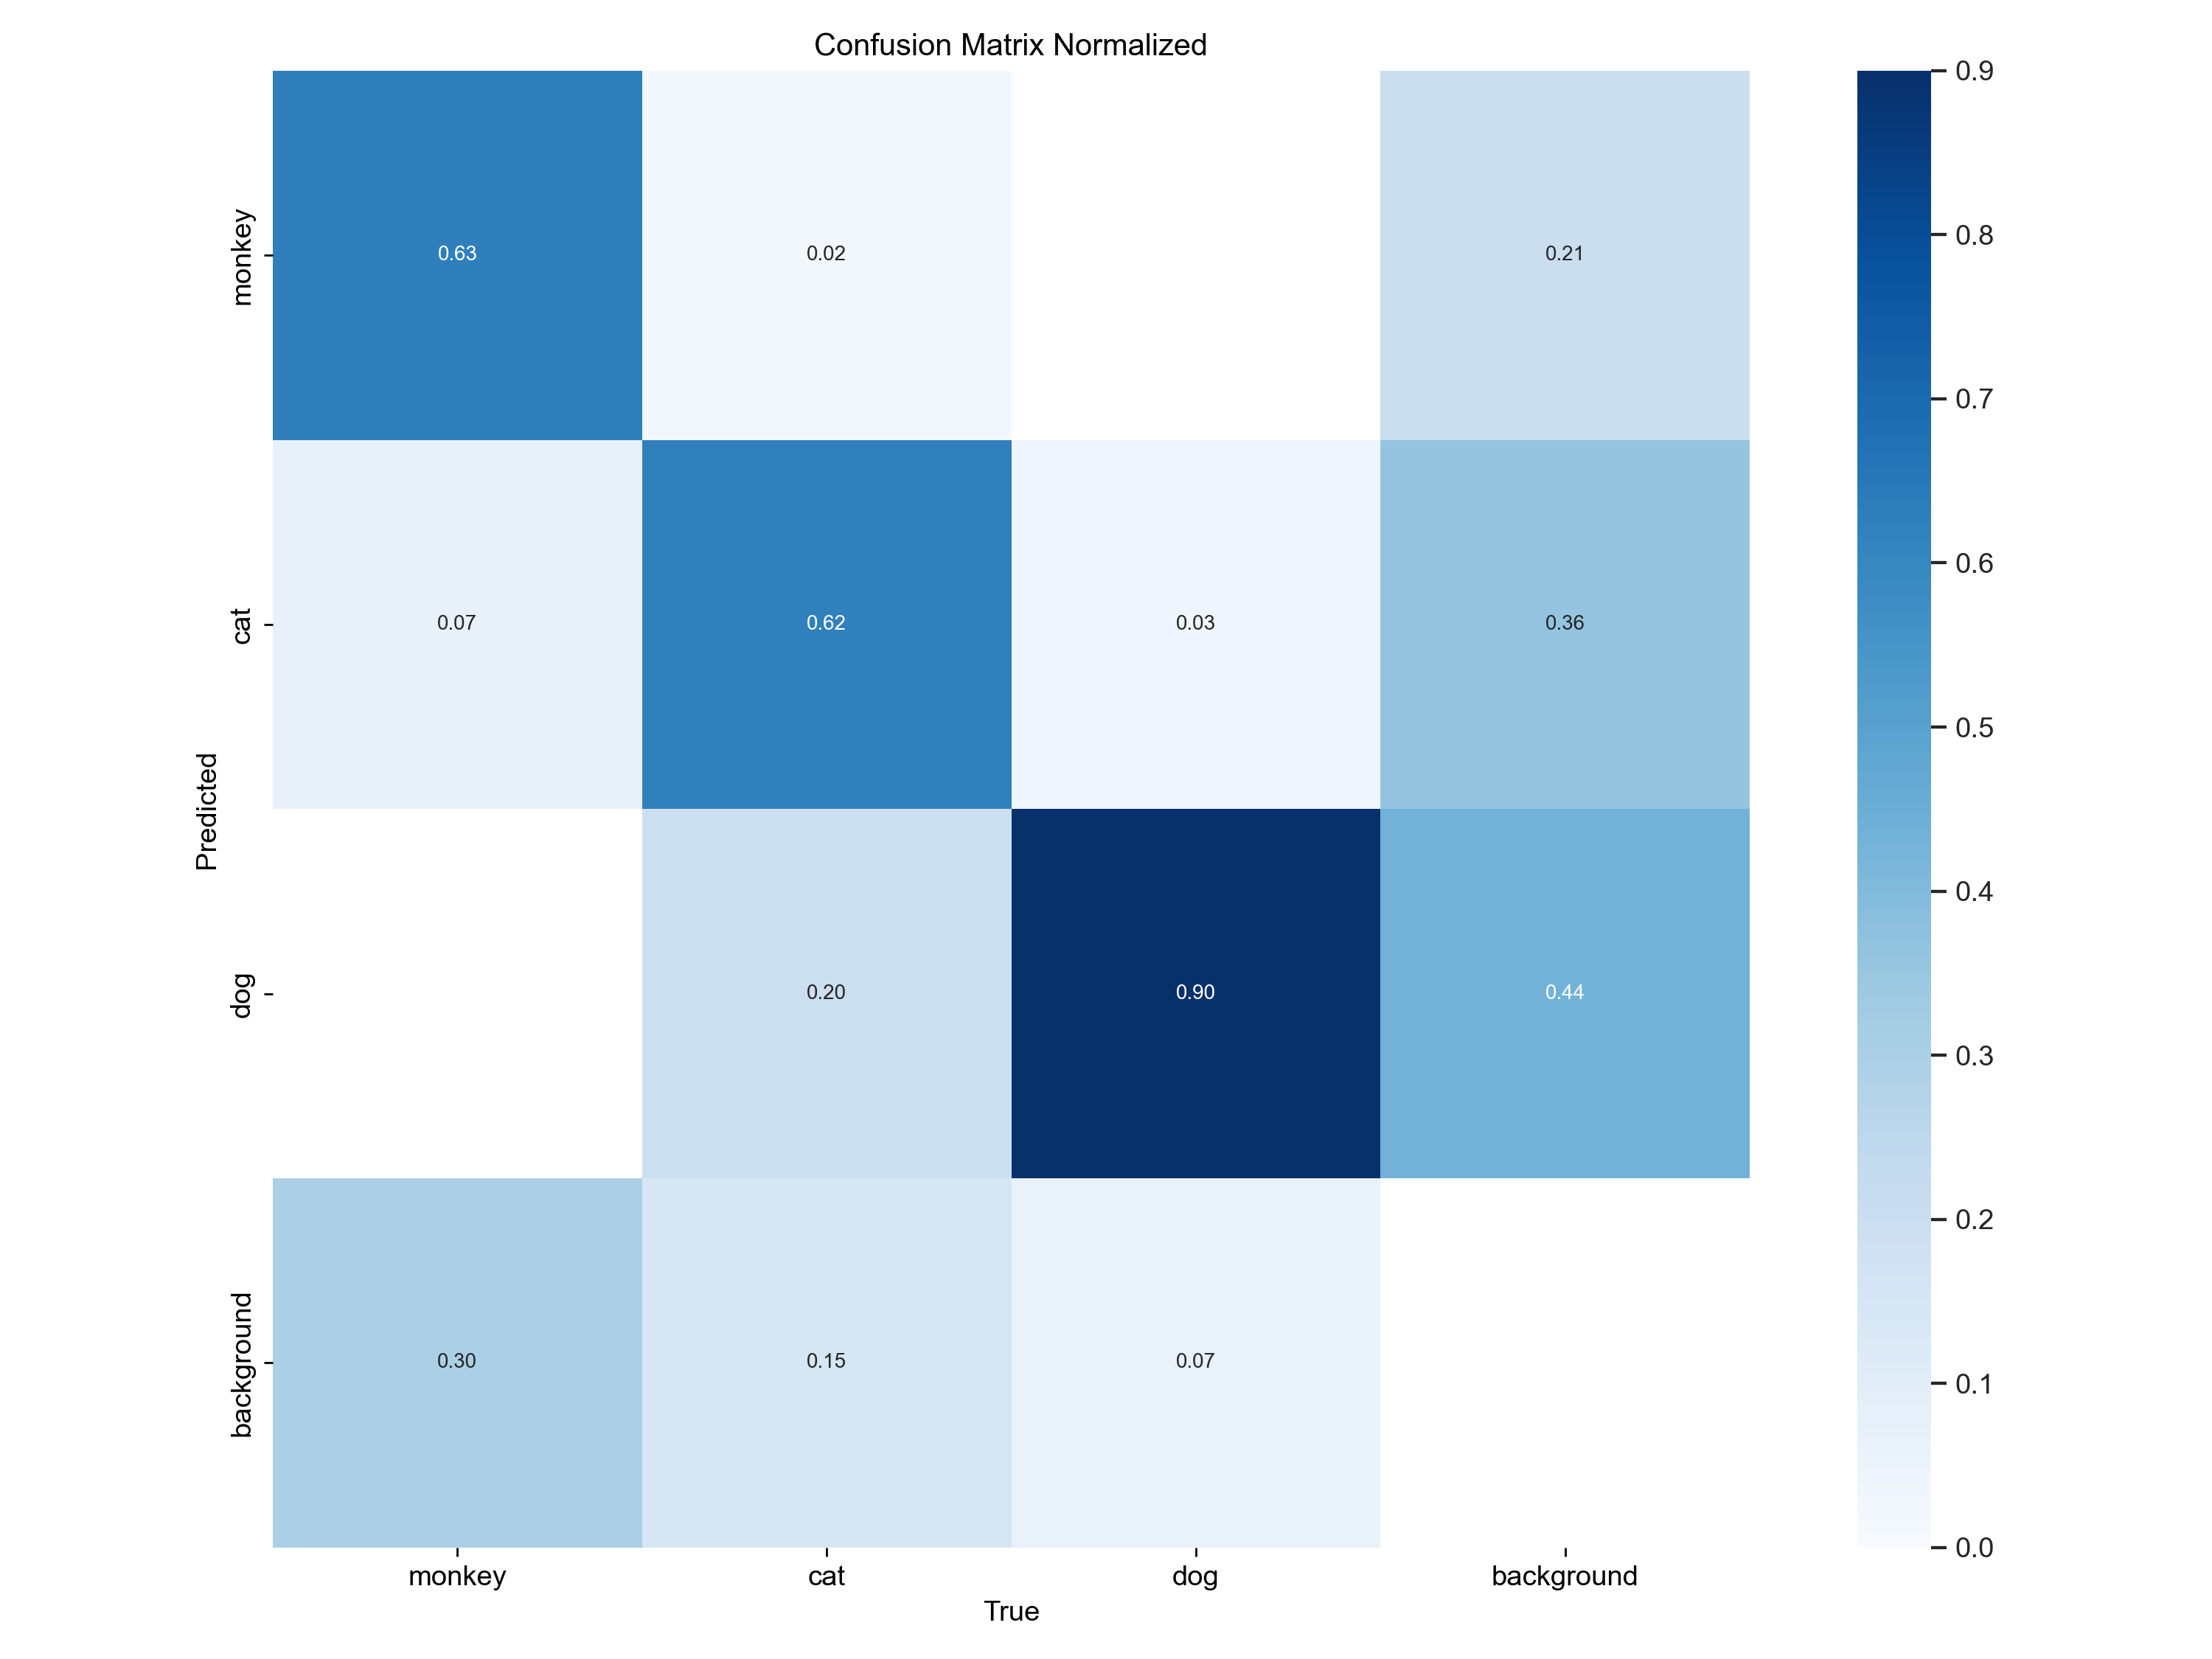 Confusion Matrix Normalized
monkey
0.63
0.02
0.21
cat
0.07
0.62
0.03
0.36
dog
0.20
0.90
0.44
background
0.30
0.15
0.07
Predicted
monkey
cat
dog
background
True
0.9
0.8
0.7
0.6
0.5
0.4
0.3
0.2
0.1
0.0